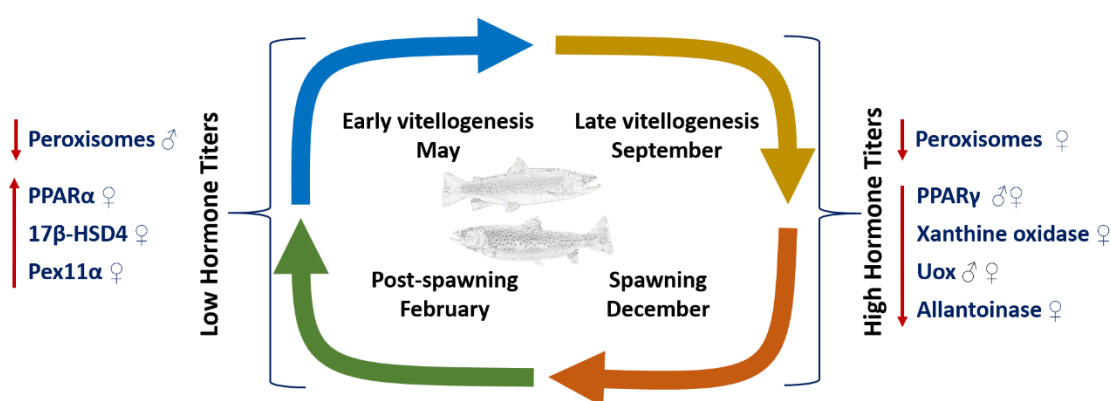 Peroxisomes ♂
PPARα ♀
17β-HSD4 ♀
Pex11α ♀
Low Hormone Titers
Early vitellogenesis
May
Late vitellogenesis
September
Post-spawning
February
Spawning
December
High Hormone Titers
Peroxisomes ♀
PPARγ ♂♀
Xanthine oxidase ♀
Uox ♂ ♀
Allantoinase ♀